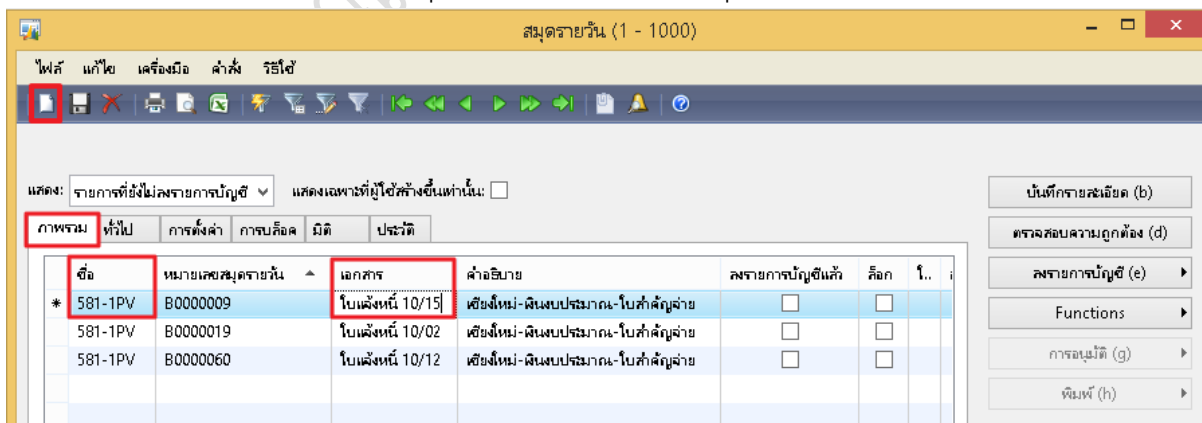 สมุดรายวัน (1 - 1000)
ไฟล์ แก้ไข เครื่องมือ คำสั่ง วิธีใช้
แสดง: รายการที่ยังไม่ลงรายการบัญชี แสดงเฉพาะที่ผู้ใช้สร้างขึ้นเท่านั้น:
บันทึกรายละเอียด (b)
ภาพรวม ทั่วไป การตั้งค่า การบล็อค มิติ ประวัติ
ตรวจสอบความถูกต้อง (d)
ชื่อ หมายเลขสมุดรายวัน เอกสาร คำอธิบาย ลงรายการบัญชีแล้ว ล็อก ใ..
ลงรายการบัญชี (e)
* 581-1PV B0000009 ใบแจ้งหนี้ 10/15 เชียงใหม่-เงินงบประมาณ-ใบสำคัญจ่าย
Functions
581-1PV B0000019 ใบแจ้งหนี้ 10/02 เชียงใหม่-เงินงบประมาณ-ใบสำคัญจ่าย
581-1PV B0000060 ใบแจ้งหนี้ 10/12 เชียงใหม่-เงินงบประมาณ-ใบสำคัญจ่าย
การอนุมัติ (g)
พิมพ์ (h)